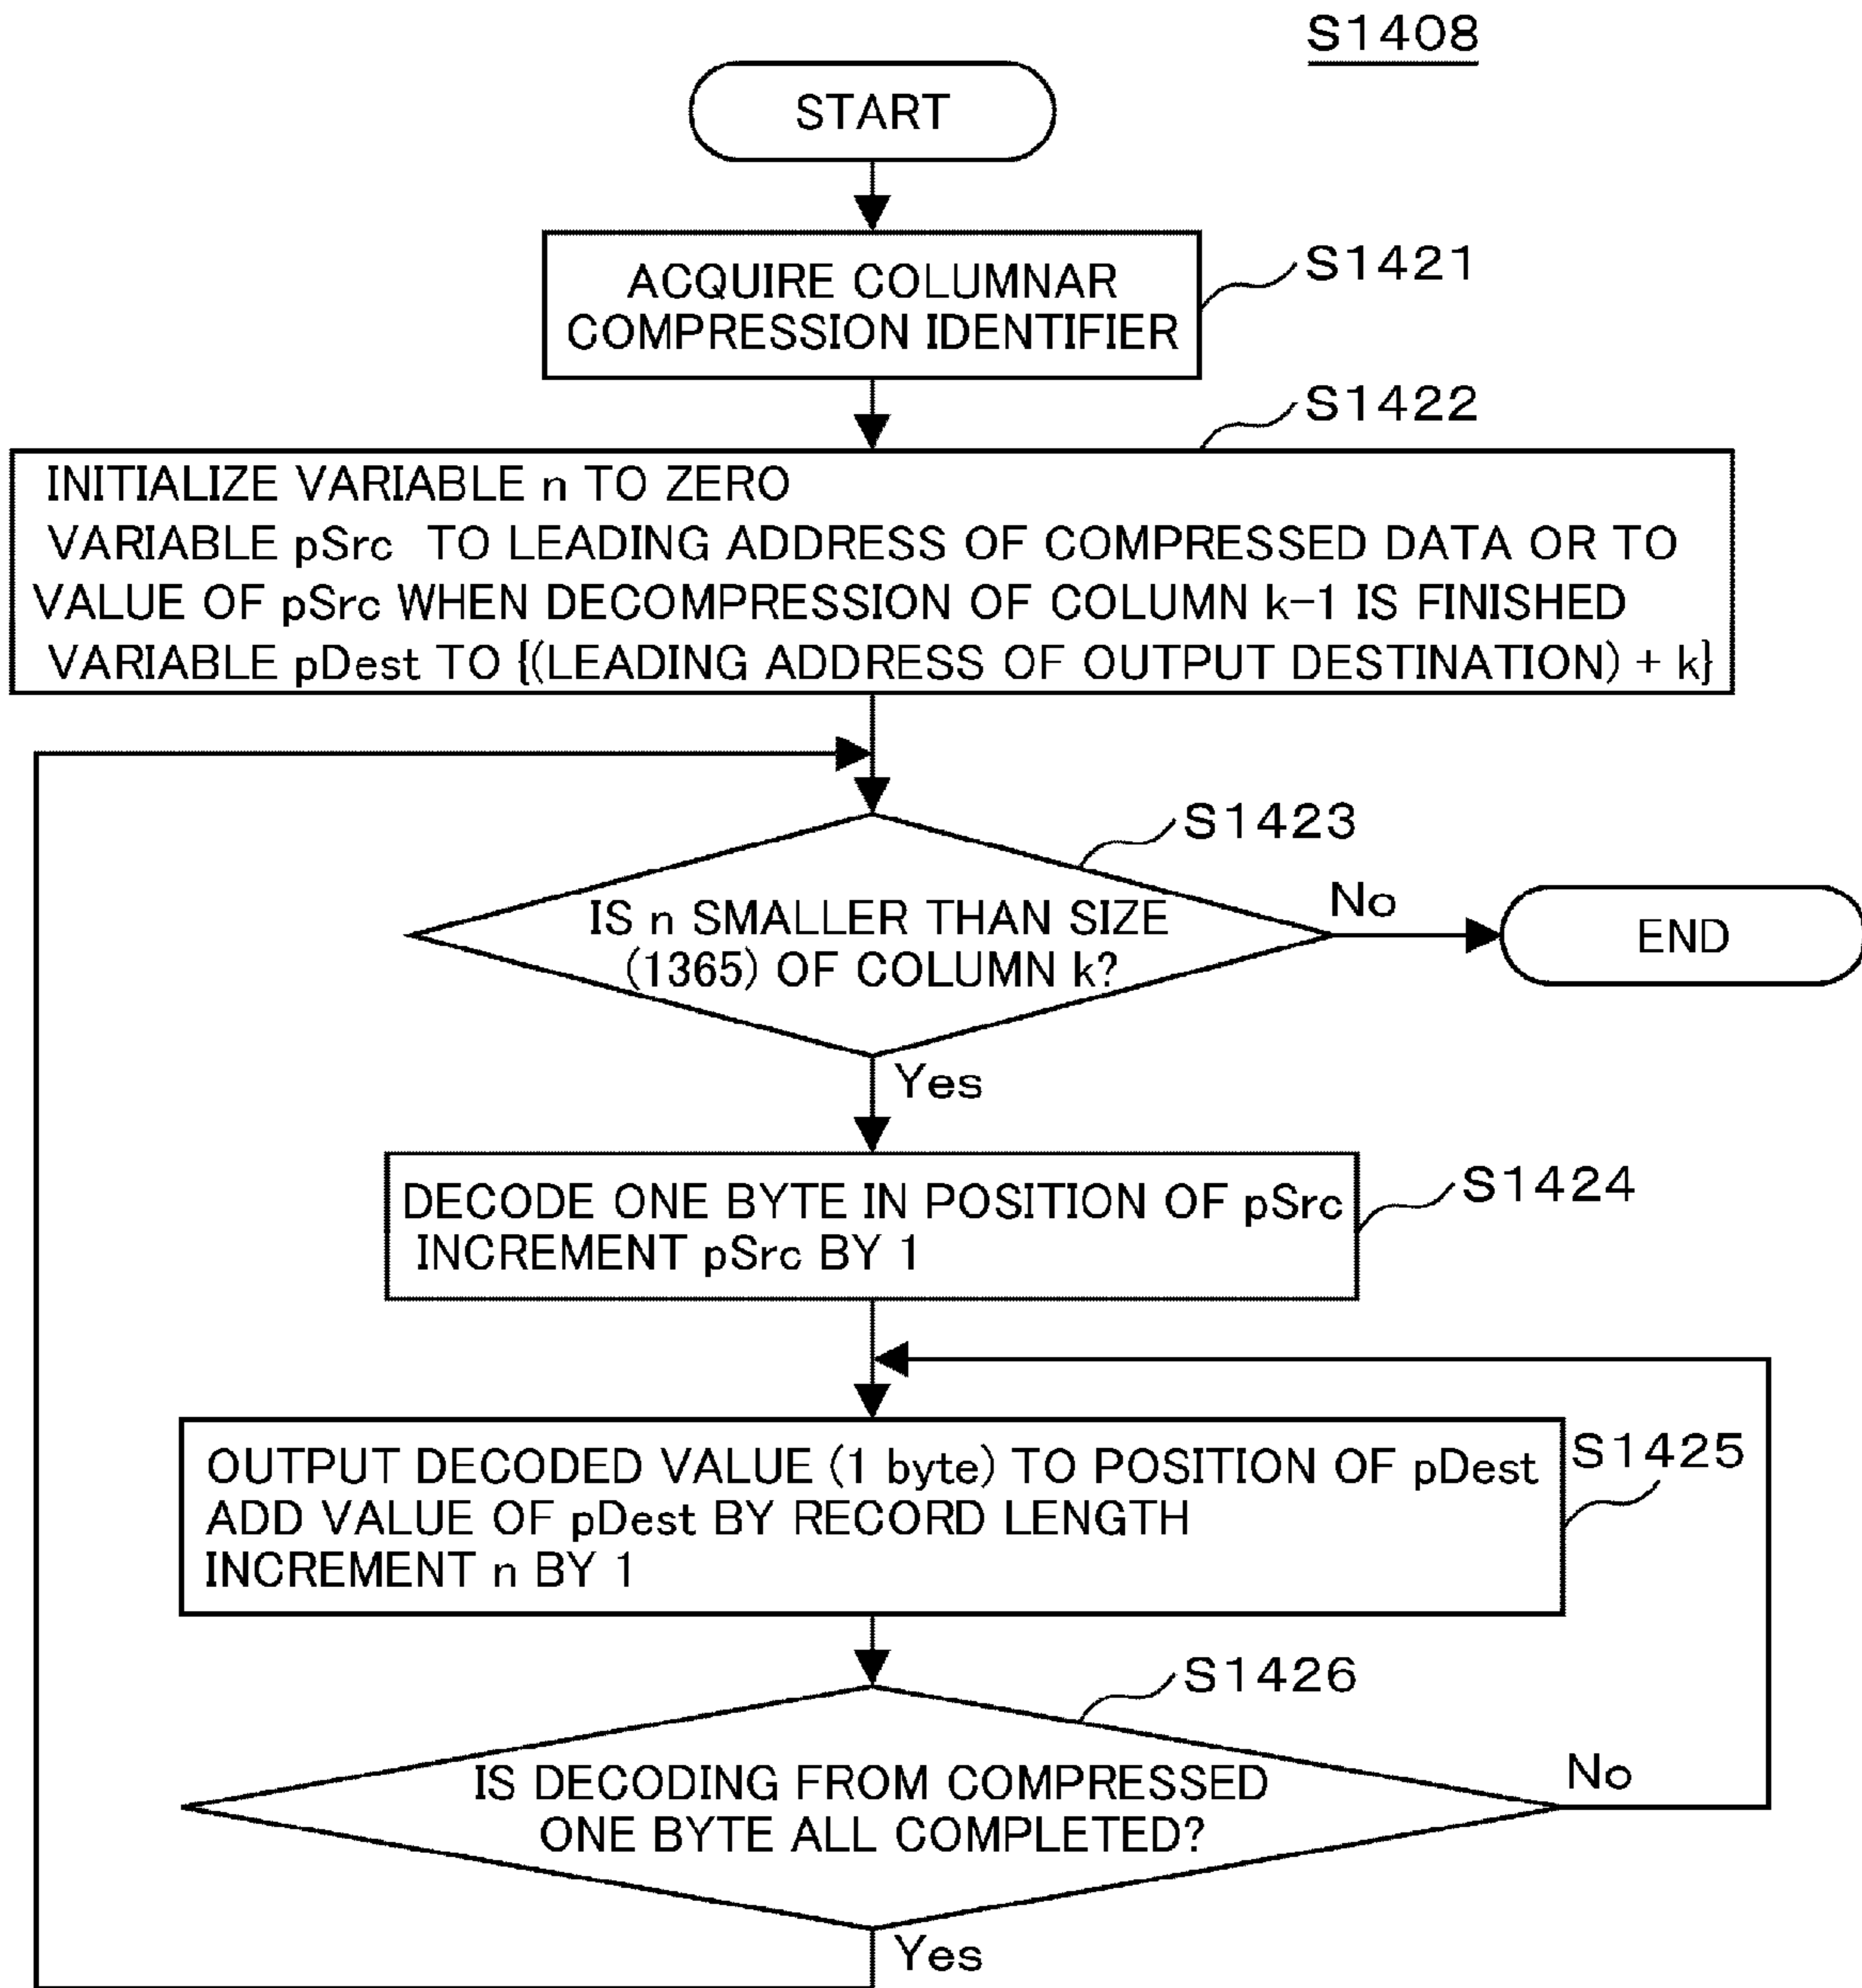 S1408
START
ACQUIRE COLUMNAR
COMPRESSION IDENTIFIER
S1421
S1422
INITIALIZE VARIABLE n TO ZERO
VARIABLE pSrc TO LEADING ADDRESS OF COMPRESSED DATA OR TO
VALUE OF pSrc WHEN DECOMPRESSION OF COLUMN k-1 IS FINISHED
VARIABLE pDest TO {(LEADING ADDRESS OF OUTPUT DESTINATION) + k}
S1423
IS n SMALLER THAN SIZE
(1365) OF COLUMN k?
No
END
Yes
DECODE ONE BYTE IN POSITION OF pSrc
INCREMENT pSrc BY 1
S1424
OUTPUT DECODED VALUE (1 byte) TO POSITION OF pDest
ADD VALUE OF pDest BY RECORD LENGTH
INCREMENT n BY 1
S1425
S1426
IS DECODING FROM COMPRESSED
ONE BYTE ALL COMPLETED?
No
Yes